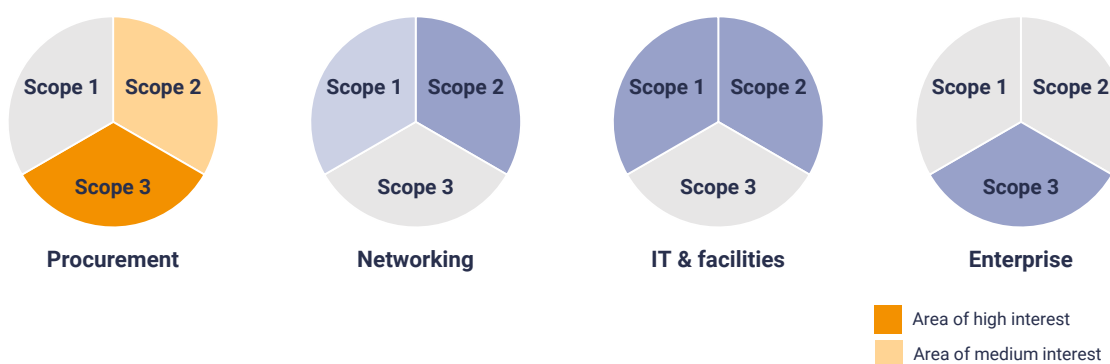 Scope 1 Scope 2
Scope 3
Procurement
Scope 1 Scope 2
Scope 3
Networking
Scope 1 Scope 2
Scope 3
IT & facilities
Scope 1 Scope 2
Scope 3
Enterprise
Area of high interest
Area of medium interest